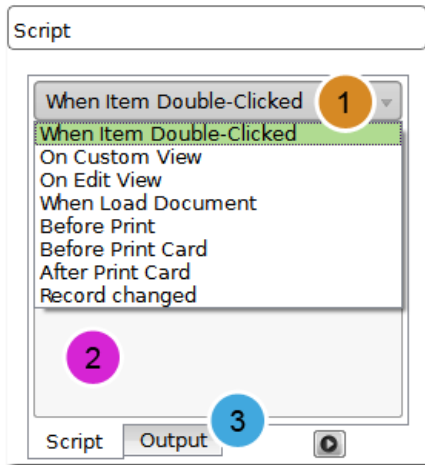 Script
When Item Double-Clicked 1
When Item Double-Clicked
On Custom View
On Edit View
When Load Document
Before Print
Before Print Card
After Print Card
Record changed
2
3
Script Output